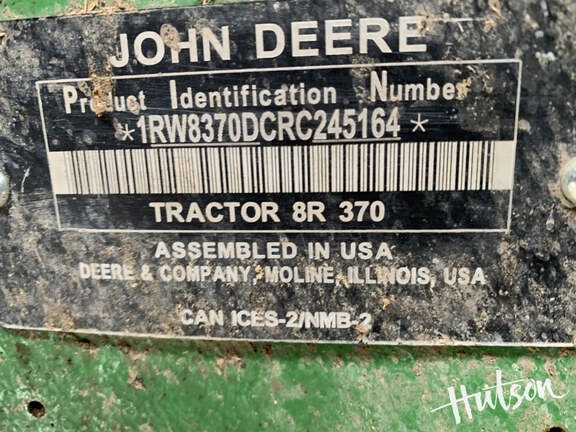 JOHN DEERE
Product Identification Number
*1RW8370DCRC245164*
TRACTOR 8R 370
ASSEMBLED IN USA
DEERE & COMPANY, MOLINE, ILLINOIS, USA
CAN ICES-2/NMB-2
Hutson